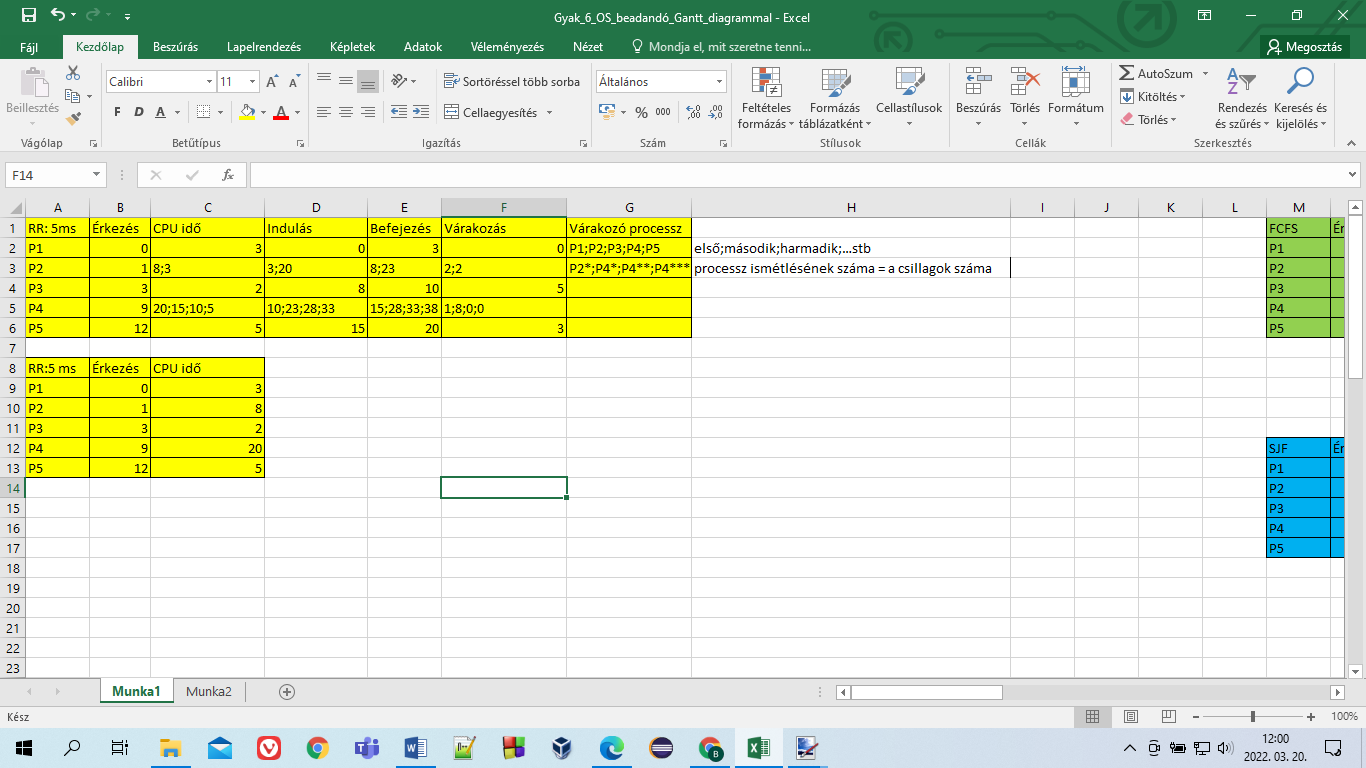 Gyak_6_OS_beadandó_Gantt_diagrammal - Excel
Fájl Kezdőlap Beszúrás Lapelrendezés Képletek Adatok Véleményezés Nézet Mondja el, mit szeretne tenni... Megosztás
Beillesztés
Calibri 11
F D A
Sortöréssel több sorba
Cellaegyesítés
Általános
% 000
Feltételes formázás
Formázás táblázatként
Cellastílusok
Beszúrás Törlés Formátum
AutoSzum
Kitöltés
Törlés
Rendezés és szűrés
Keresés és kijelölés
Vágólap Betűtípus Igazítás Szám Stílusok Cellák Szerkesztés
F14 fx
A B C D E F G H I J K L M
1 RR: 5ms Érkezés CPU idő Indulás Befejezés Várakozás Várakozó processz FCFS Ér
2 P1 0 3 0 3 0 P1;P2;P3;P4;P5 első;második;harmadik;...stb P1
3 P2 1 8;3 3;20 8;23 2;2 P2*;P4*;P4**;P4*** processz ismétlésének száma = a csillagok száma P2
4 P3 3 2 8 10 5 P3
5 P4 9 20;15;10;5 10;23;28;33 15;28;33;38 1;8;0;0 P4
6 P5 12 5 15 20 3 P5
7
8 RR:5 ms Érkezés CPU idő
9 P1 0 3
10 P2 1 8
11 P3 3 2
12 P4 9 20 SJF Ér
13 P5 12 5 P1
14 P2
15 P3
16 P4
17 P5
18
19
20
21
22
23
Munka1 Munka2
Kész 100%
12:00
2022. 03. 20.